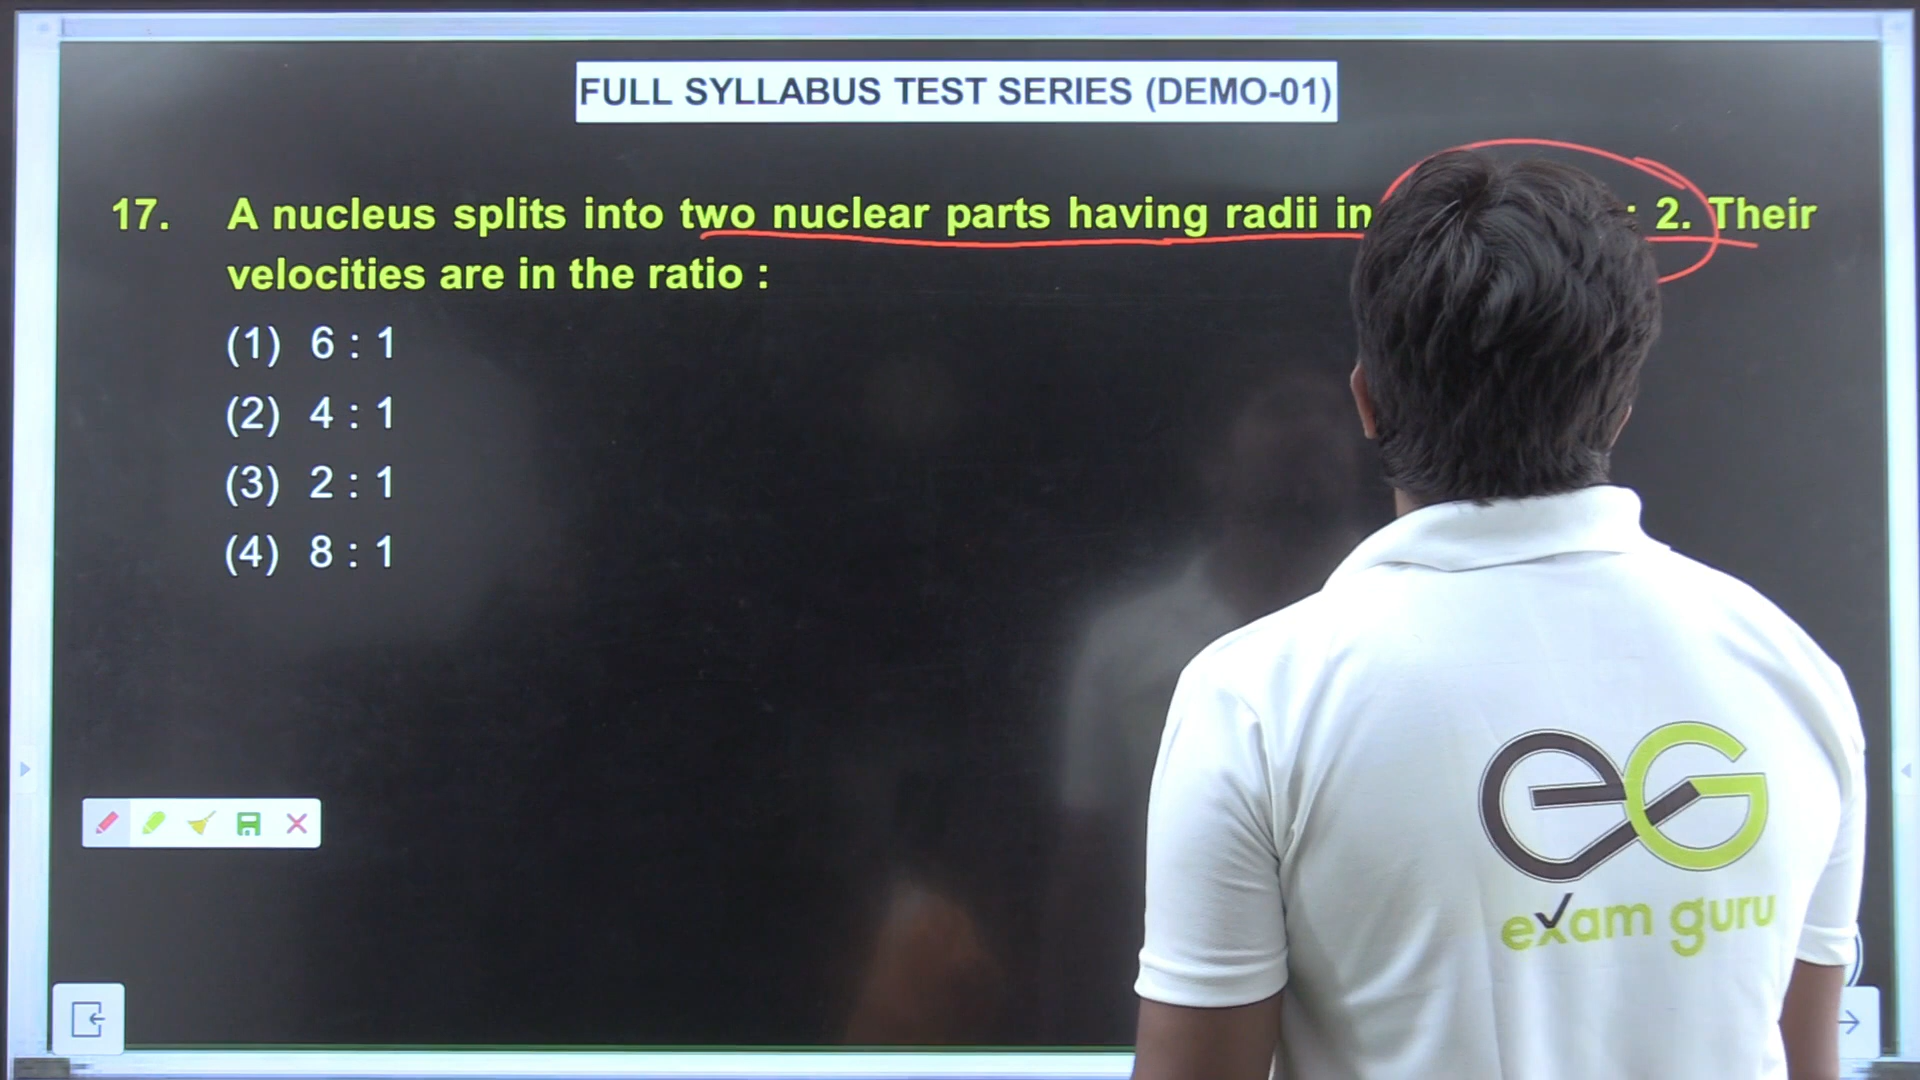 FULL SYLLABUS TEST SERIES (DEMO-01)
17. A nucleus splits into two nuclear parts having radii in : 2. Their
velocities are in the ratio :
(1) 6 : 1
(2) 4 : 1
(3) 2 : 1
(4) 8 : 1
eG
exam guru